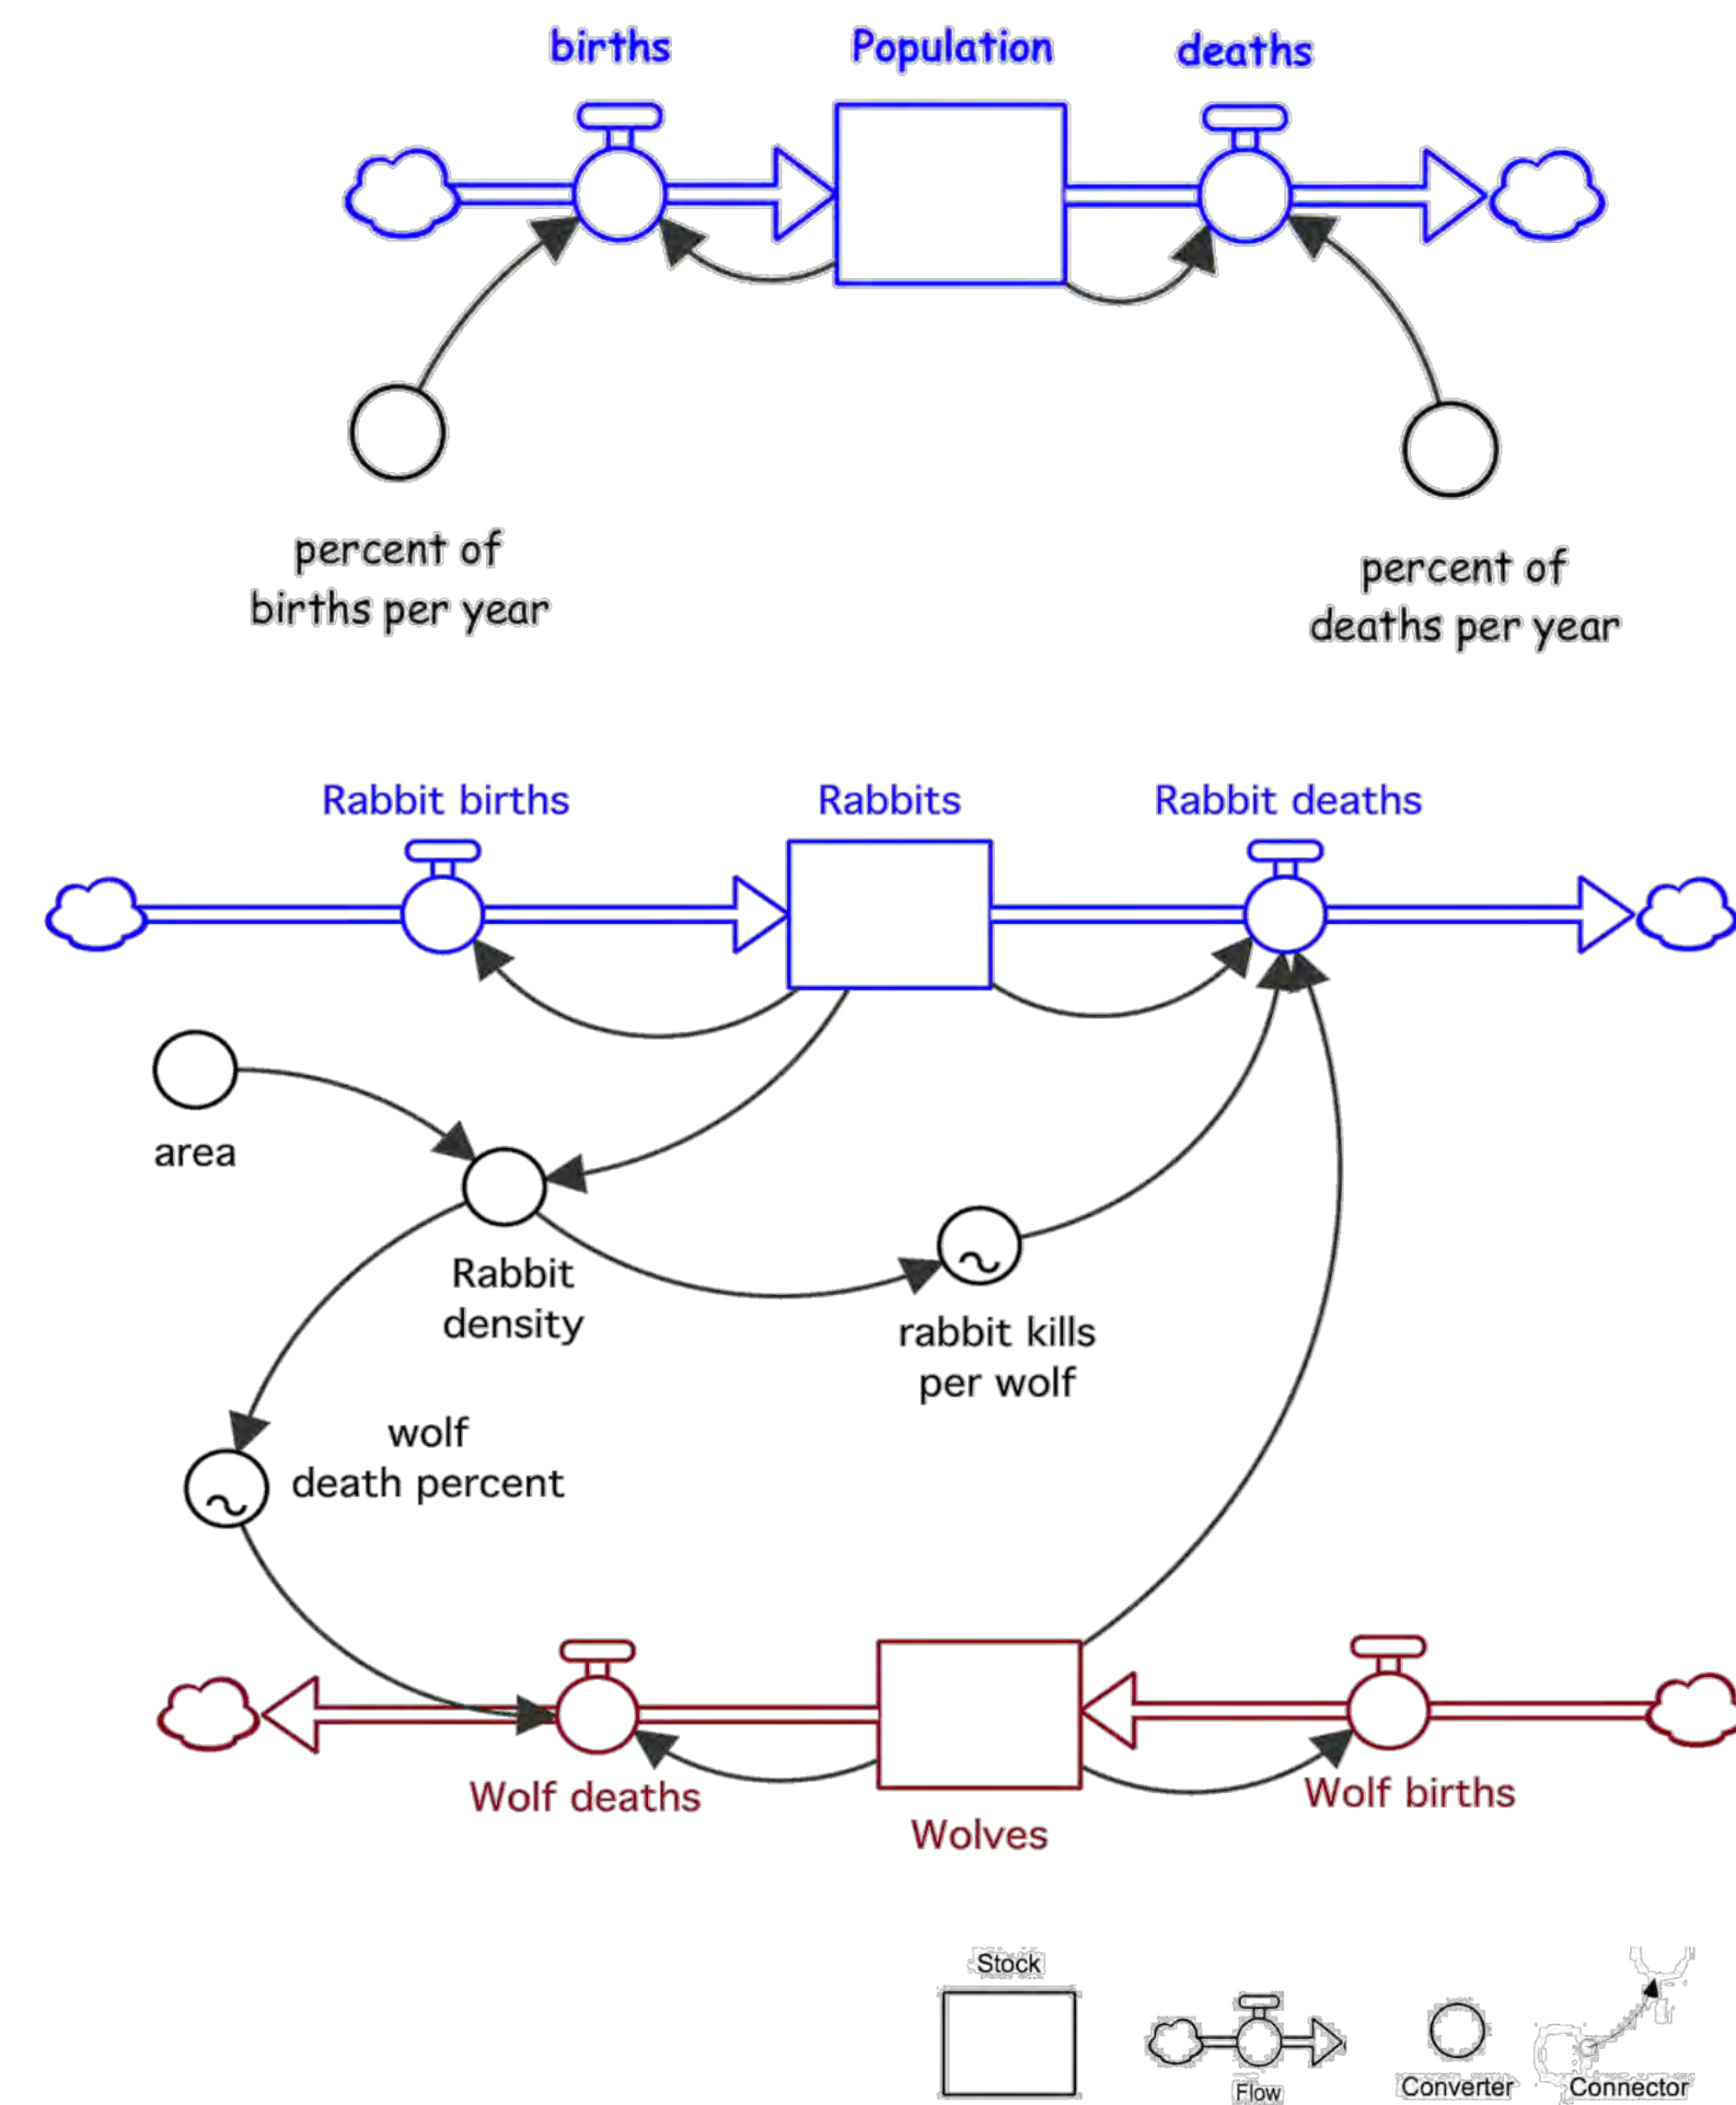 births
Population
deaths
percent of
births per year
percent of
deaths per year
Rabbit births
Rabbits
Rabbit deaths
area
Rabbit
density
rabbit kills
per wolf
wolf
death percent
Wolf deaths
Wolves
Wolf births
Stock
Flow
Converter
Connector